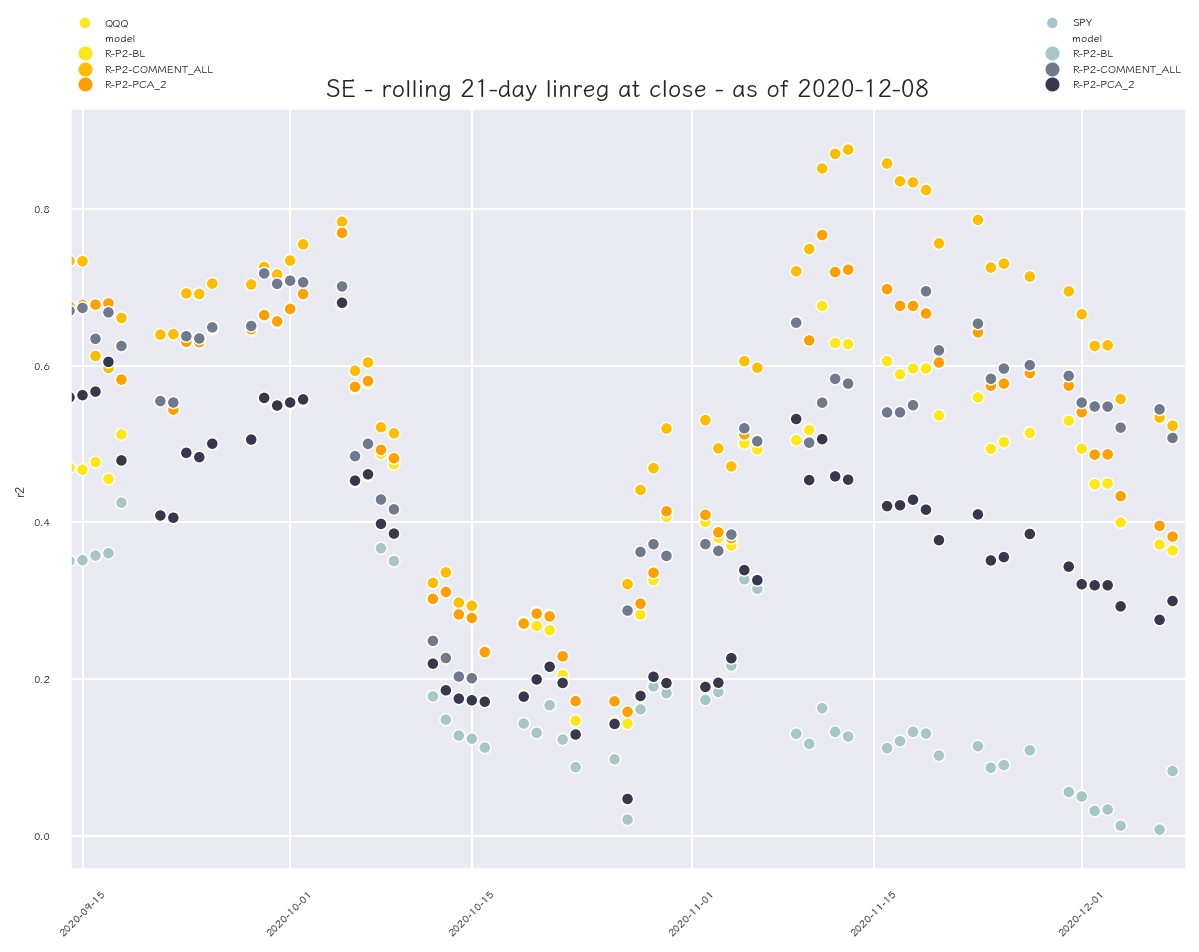 QQQ
model
R-P2-BL
R-P2-COMMENT_ALL
R-P2-PCA_2
SPY
model
R-P2-BL
R-P2-COMMENT_ALL
R-P2-PCA_2
SE - rolling 21-day linreg at close - as of 2020-12-08
0.8
0.6
0.4
0.2
0.0
r2
2020-09-15
2020-10-01
2020-10-15
2020-11-01
2020-11-15
2020-12-01